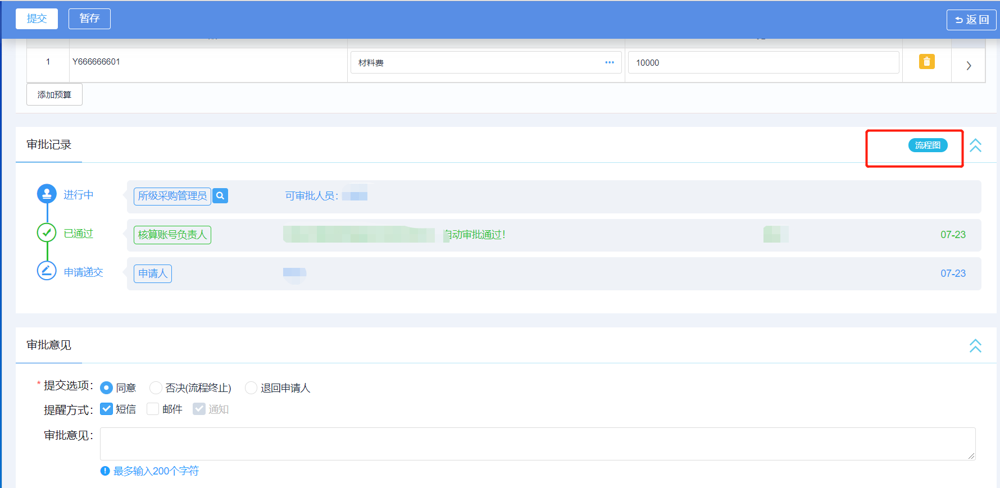 提交 暂存 返回
1 Y666666601 材料费 10000
添加预算
审批记录 流程图
进行中 所级采购管理员 可审批人员：
已通过 核算账号负责人 自动审批通过！ 07-23
申请递交 申请人 07-23
审批意见
* 提交选项： 同意 否决(流程终止) 退回申请人
提醒方式： 短信 邮件 通知
审批意见：
最多输入200个字符